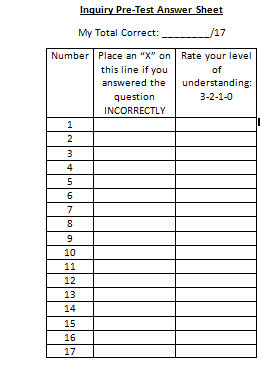 Inquiry Pre-Test Answer Sheet
My Total Correct: ________/17
Number
Place an “X” on
this line if you
answered the
question
INCORRECTLY
Rate your level
of
understanding:
3-2-1-0
1
2
3
4
5
6
7
8
9
10
11
12
13
14
15
16
17